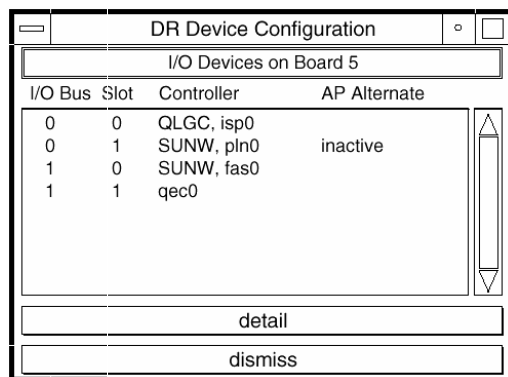 DR Device Configuration
I/O Devices on Board 5
I/O Bus Slot Controller AP Alternate
0 0 QLGC, isp0
0 1 SUNW, pln0 inactive
1 0 SUNW, fas0
1 1 qec0
detail
dismiss